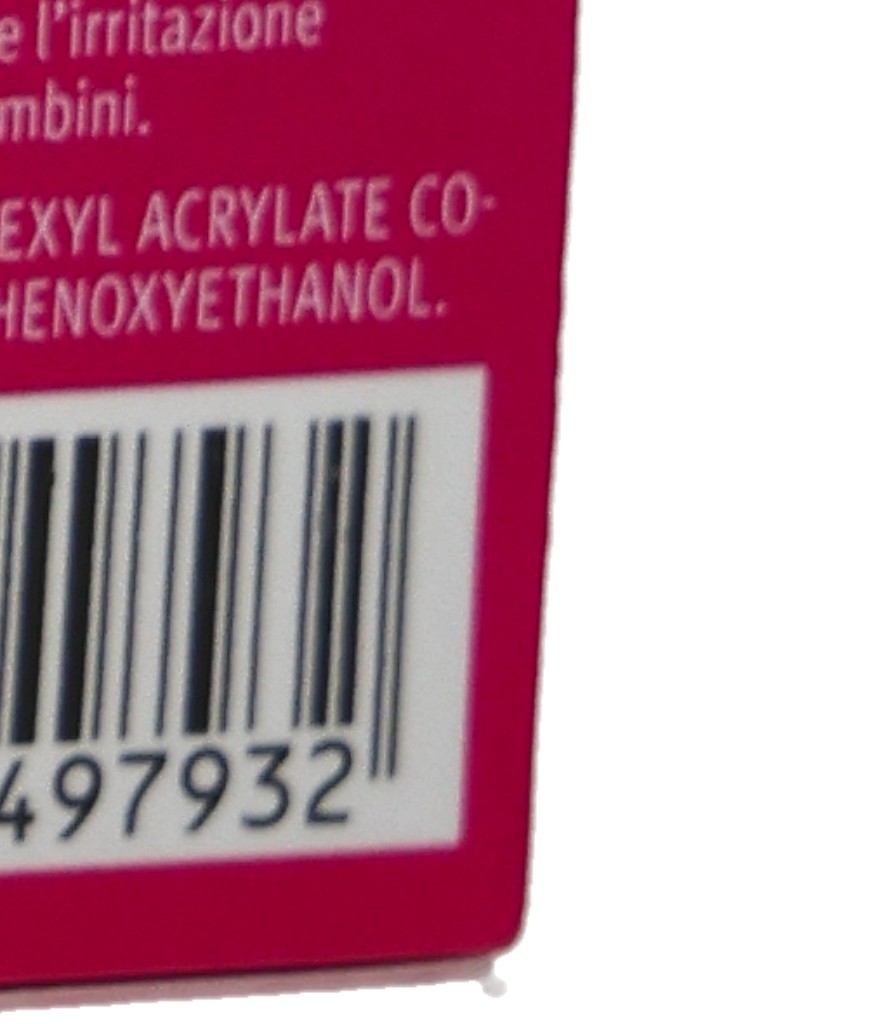 e l'irritazione
mbini.
EXYL ACRYLATE CO-
HENOXYETHANOL.
497932